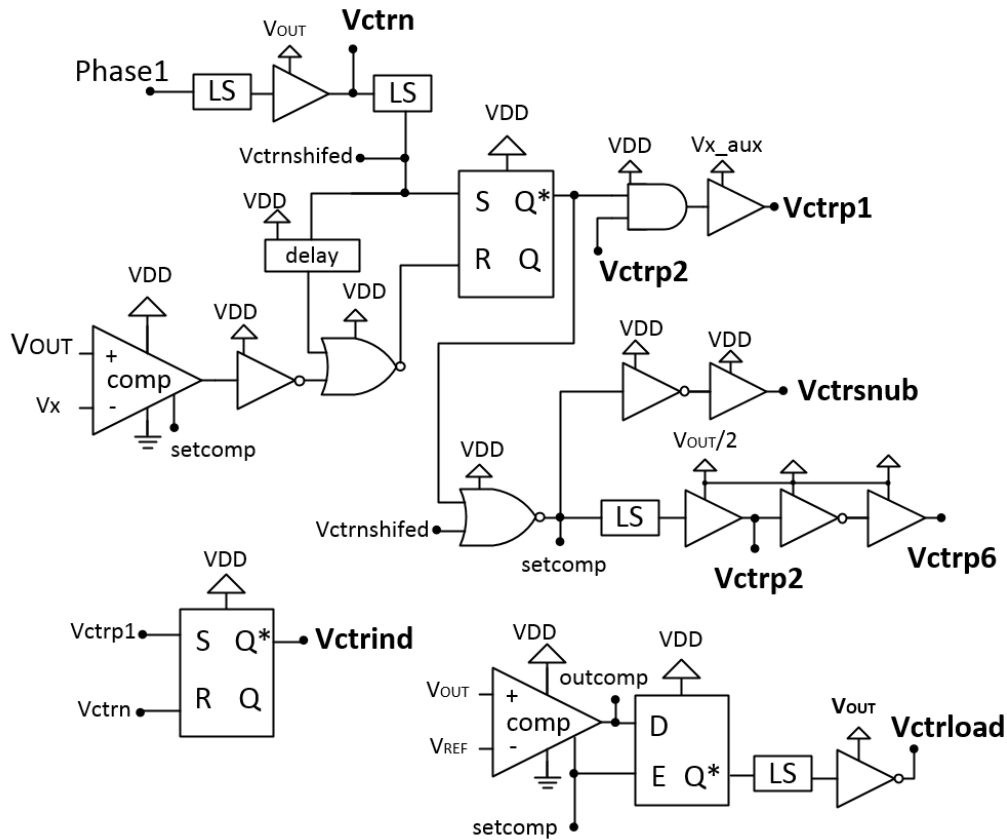 Phase1
LS
VOUT
Vctrn
LS
Vctrnshifed
VDD
delay
VDD
S Q*
R Q
VDD
Vctrp2
Vx_aux
Vctrp1
VDD
VOUT
+
comp
Vx
-
setcomp
VDD
VDD
VDD
VDD
Vctrsnub
VDD
Vctrnshifed
setcomp
LS
VOUT/2
Vctrp2
Vctrp6
VDD
Vctrp1
S Q*
Vctrind
Vctrn
R Q
VDD
VOUT
+
comp
VREF
-
outcomp
setcomp
VDD
D
E Q*
LS
VOUT
Vctrload